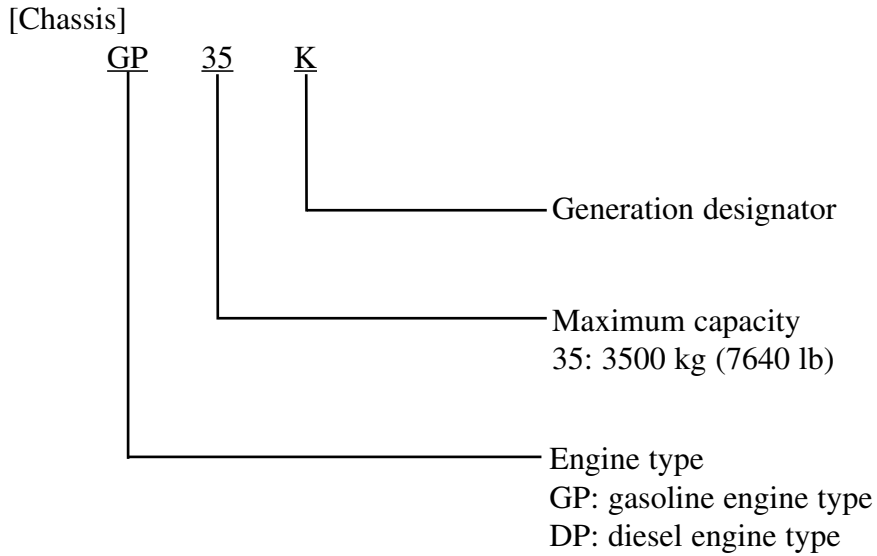 [Chassis]
GP 35 K
Generation designator
Maximum capacity
35: 3500 kg (7640 lb)
Engine type
GP: gasoline engine type
DP: diesel engine type